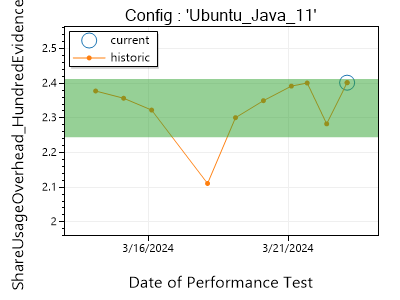 Config : 'Ubuntu_Java_11'
ShareUsageOverhead_HundredEvidence
current
historic
2.5
2.4
2.3
2.2
2.1
2
3/16/2024
3/21/2024
Date of Performance Test